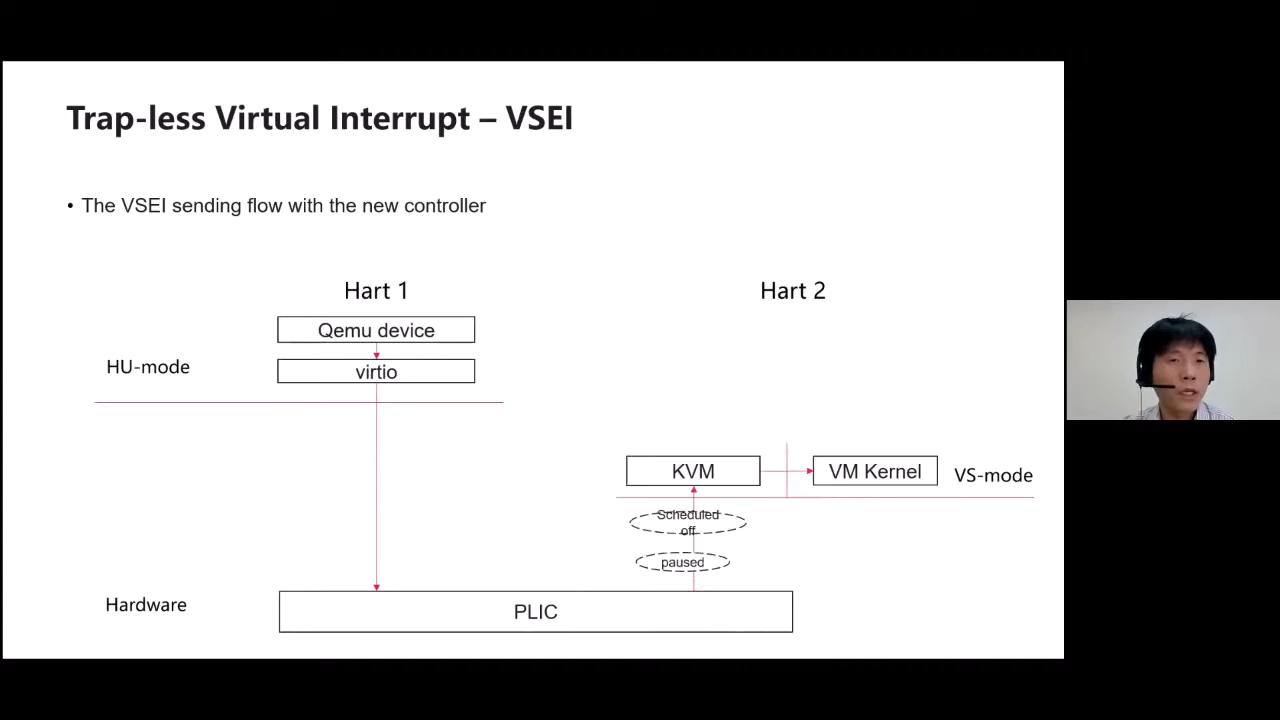 Trap-less Virtual Interrupt – VSEI
• The VSEI sending flow with the new controller
Hart 1
Hart 2
Qemu device
HU-mode
virtio
KVM
VM Kernel
VS-mode
Scheduled
off
paused
Hardware
PLIC